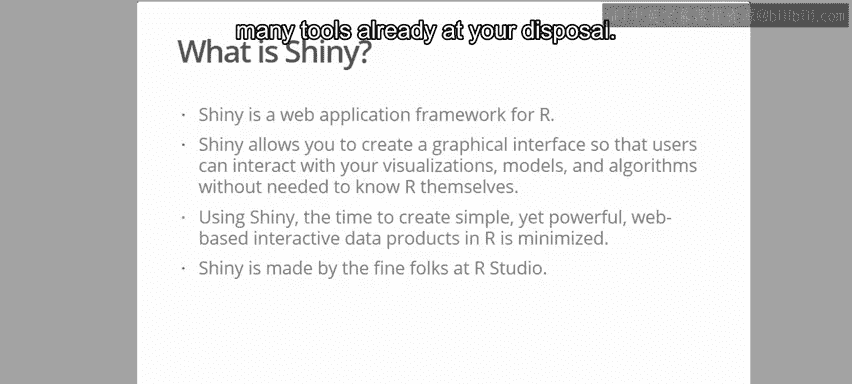 many tools already at your disposal.
What is Shiny?
· Shiny is a web application framework for R.
· Shiny allows you to create a graphical interface so that users
can interact with your visualizations, models, and algorithms
without needed to know R themselves.
· Using Shiny, the time to create simple, yet powerful, web-
based interactive data products in R is minimized.
· Shiny is made by the fine folks at R Studio.